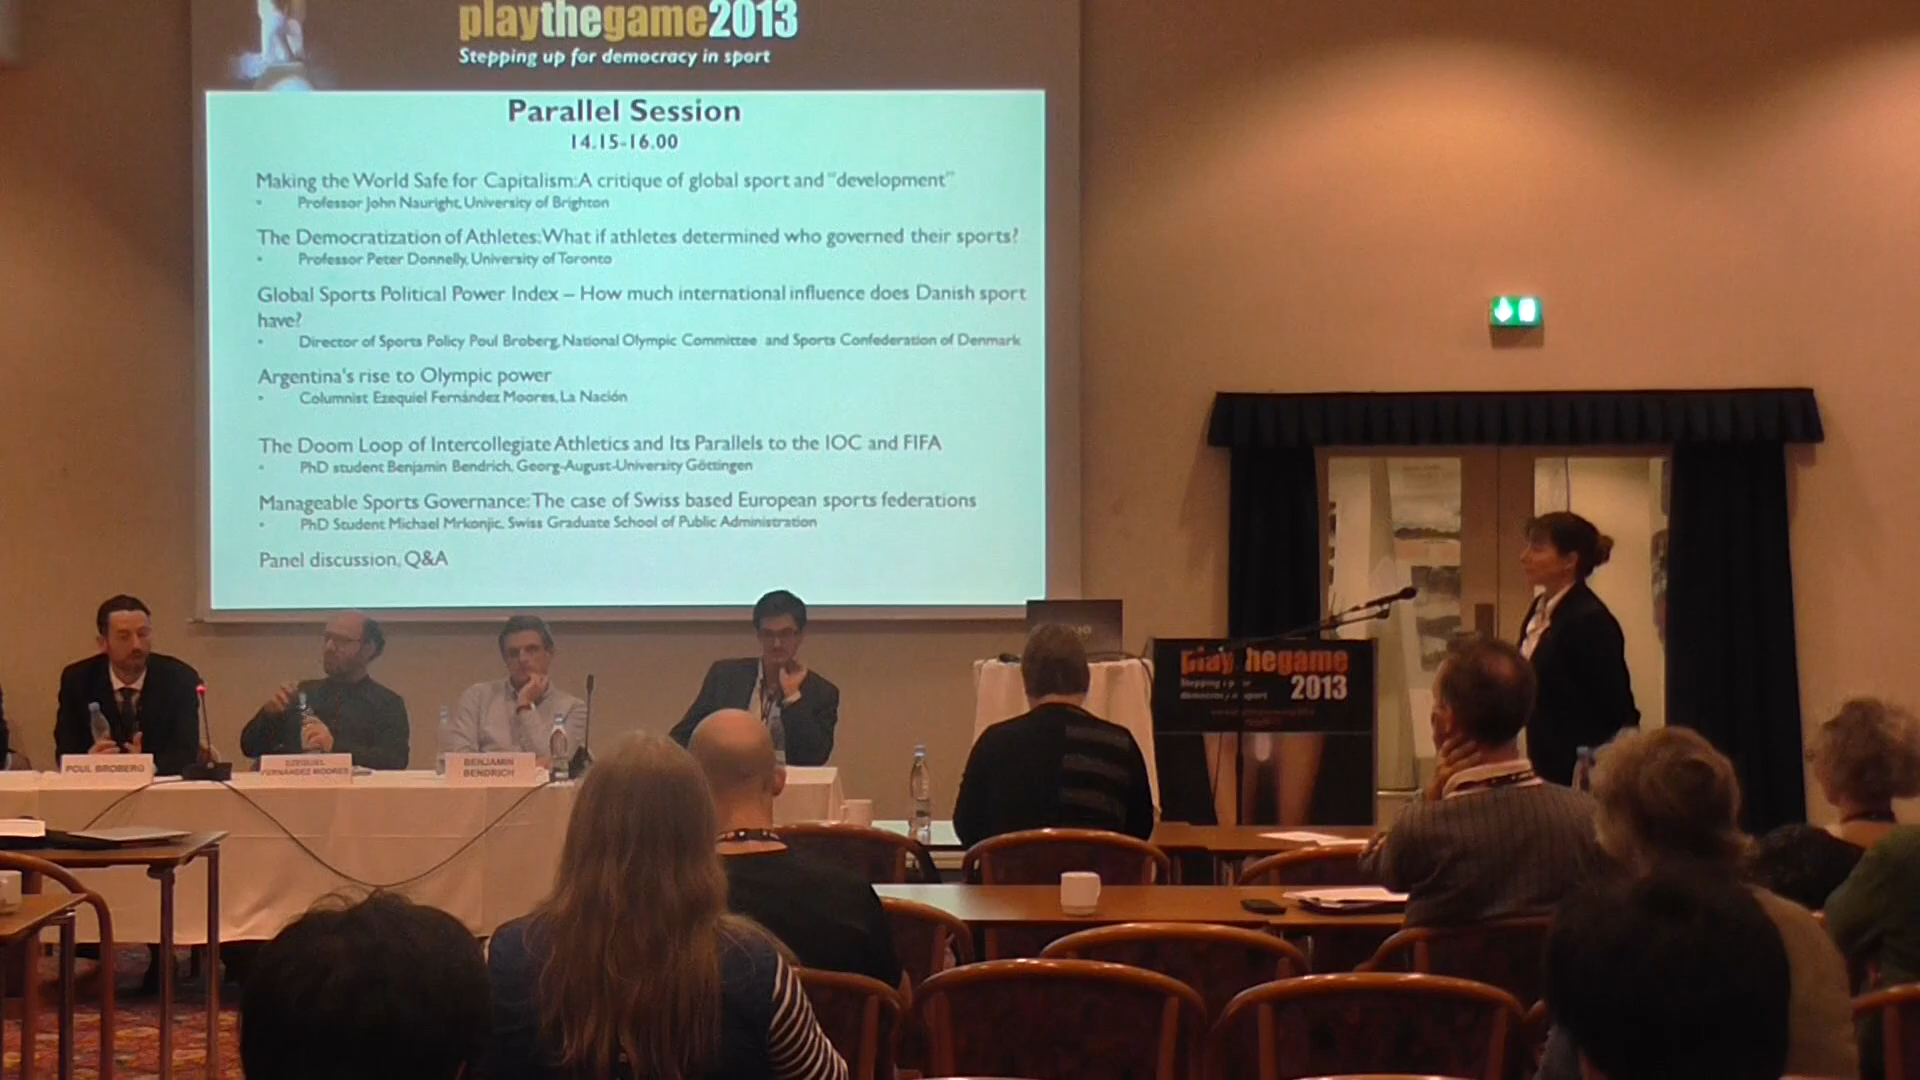 playthegame2013
Stepping up for democracy in sport
Parallel Session
14.15-16.00
Making the World Safe for Capitalism: A critique of global sport and "development"
• Professor John Nauright, University of Brighton
The Democratization of Athletes: What if athletes determined who governed their sports?
• Professor Peter Donnelly, University of Toronto
Global Sports Political Power Index – How much international influence does Danish sport
have?
• Director of Sports Policy Poul Broberg, National Olympic Committee and Sports Confederation of Denmark
Argentina's rise to Olympic power
• Columnist Ezequiel Fernández Moores, La Nación
The Doom Loop of Intercollegiate Athletics and Its Parallels to the IOC and FIFA
• PhD student Benjamin Bendrich, Georg-August-University Göttingen
Manageable Sports Governance: The case of Swiss based European sports federations
• PhD Student Michael Mrkonjic, Swiss Graduate School of Public Administration
Panel discussion, Q&A
POUL BROBERG
EZEQUIEL
FERNÁNDEZ MOORES
BENJAMIN
BENDRICH
play thegame
2013